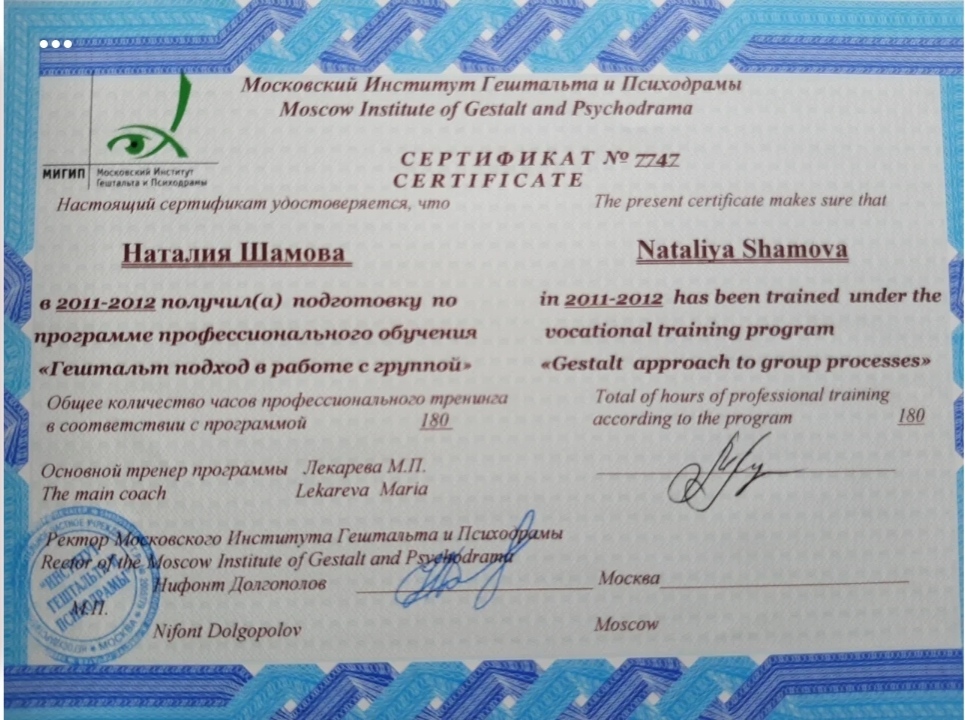 Московский Институт Гештальта и Психодрамы
Moscow Institute of Gestalt and Psychodrama
МИГИП
Московский Институт
Гештальта и Психодрамы
СЕРТИФИКАТ № 7747
CERTIFICATE
Настоящий сертификат удостоверяется, что
The present certificate makes sure that
Наталия Шамова
Nataliya Shamova
в 2011-2012 получил(а) подготовку по
программе профессионального обучения
«Гештальт подход в работе с группой»
in 2011-2012 has been trained under the
vocational training program
«Gestalt approach to group processes»
Общее количество часов профессионального тренинга
в соответствии с программой 180
Total of hours of professional training
according to the program 180
Основной тренер программы Лекарева М.П.
The main coach Lekareva Maria
Ректор Московского Института Гештальта и Психодрамы
Rector of the Moscow Institute of Gestalt and Psychodrama
Нифонт Долгополов
Москва
М.П.
Nifont Dolgopolov
Moscow
ИНСТИТУТ
ГЕШТАЛЬТА И
ПСИХОДРАМЫ
МОСКВА